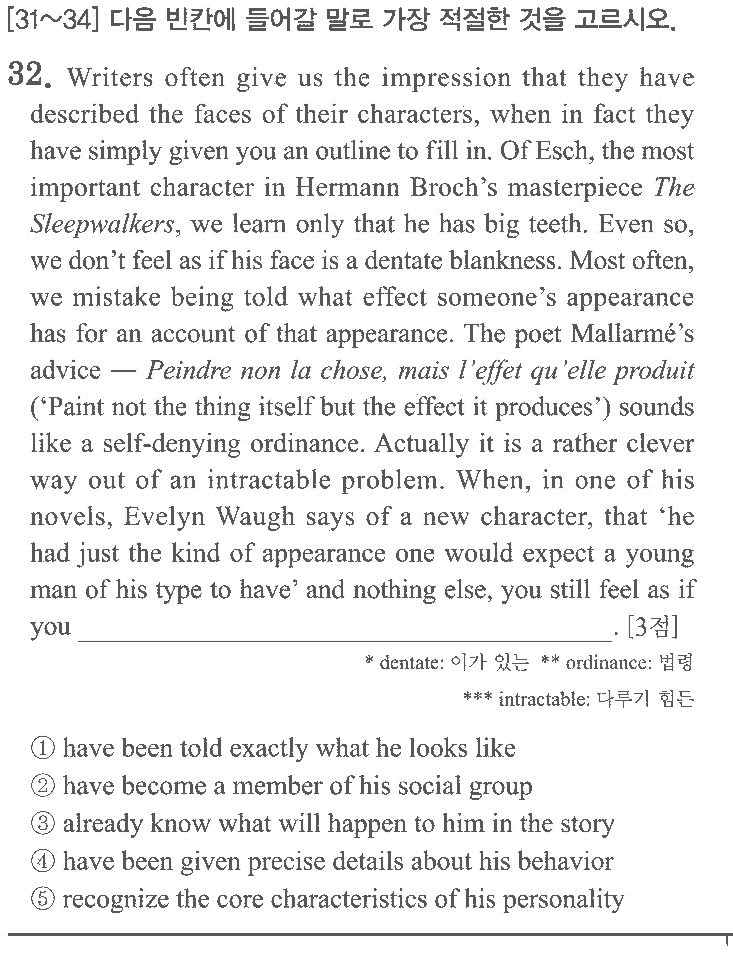 [31～34] 다음 빈칸에 들어갈 말로 가장 적절한 것을 고르시오.
32. Writers often give us the impression that they have
described the faces of their characters, when in fact they
have simply given you an outline to fill in. Of Esch, the most
important character in Hermann Broch's masterpiece The
Sleepwalkers, we learn only that he has big teeth. Even so,
we don't feel as if his face is a dentate blankness. Most often,
we mistake being told what effect someone's appearance
has for an account of that appearance. The poet Mallarmé's
advice — Peindre non la chose, mais l'effet qu'elle produit
('Paint not the thing itself but the effect it produces') sounds
like a self-denying ordinance. Actually it is a rather clever
way out of an intractable problem. When, in one of his
novels, Evelyn Waugh says of a new character, that 'he
had just the kind of appearance one would expect a young
man of his type to have' and nothing else, you still feel as if
you ________________________________________. [3점]
* dentate: 이가 있는 ** ordinance: 법령
*** intractable: 다루기 힘든
① have been told exactly what he looks like
② have become a member of his social group
③ already know what will happen to him in the story
④ have been given precise details about his behavior
⑤ recognize the core characteristics of his personality